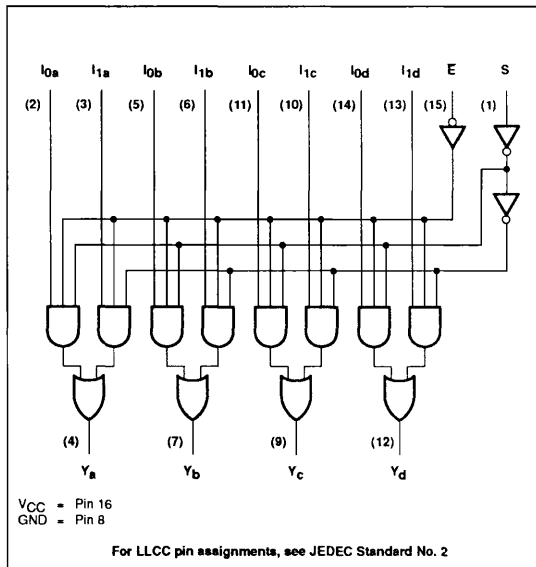 I0a I1a I0b I1b I0c I1c I0d I1d E̅ S
(2) (3) (5) (6) (11) (10) (14) (13) (15) (1)
(4) (7) (9) (12)
Ya Yb Yc Yd
VCC = Pin 16
GND = Pin 8
For LLCC pin assignments, see JEDEC Standard No. 2